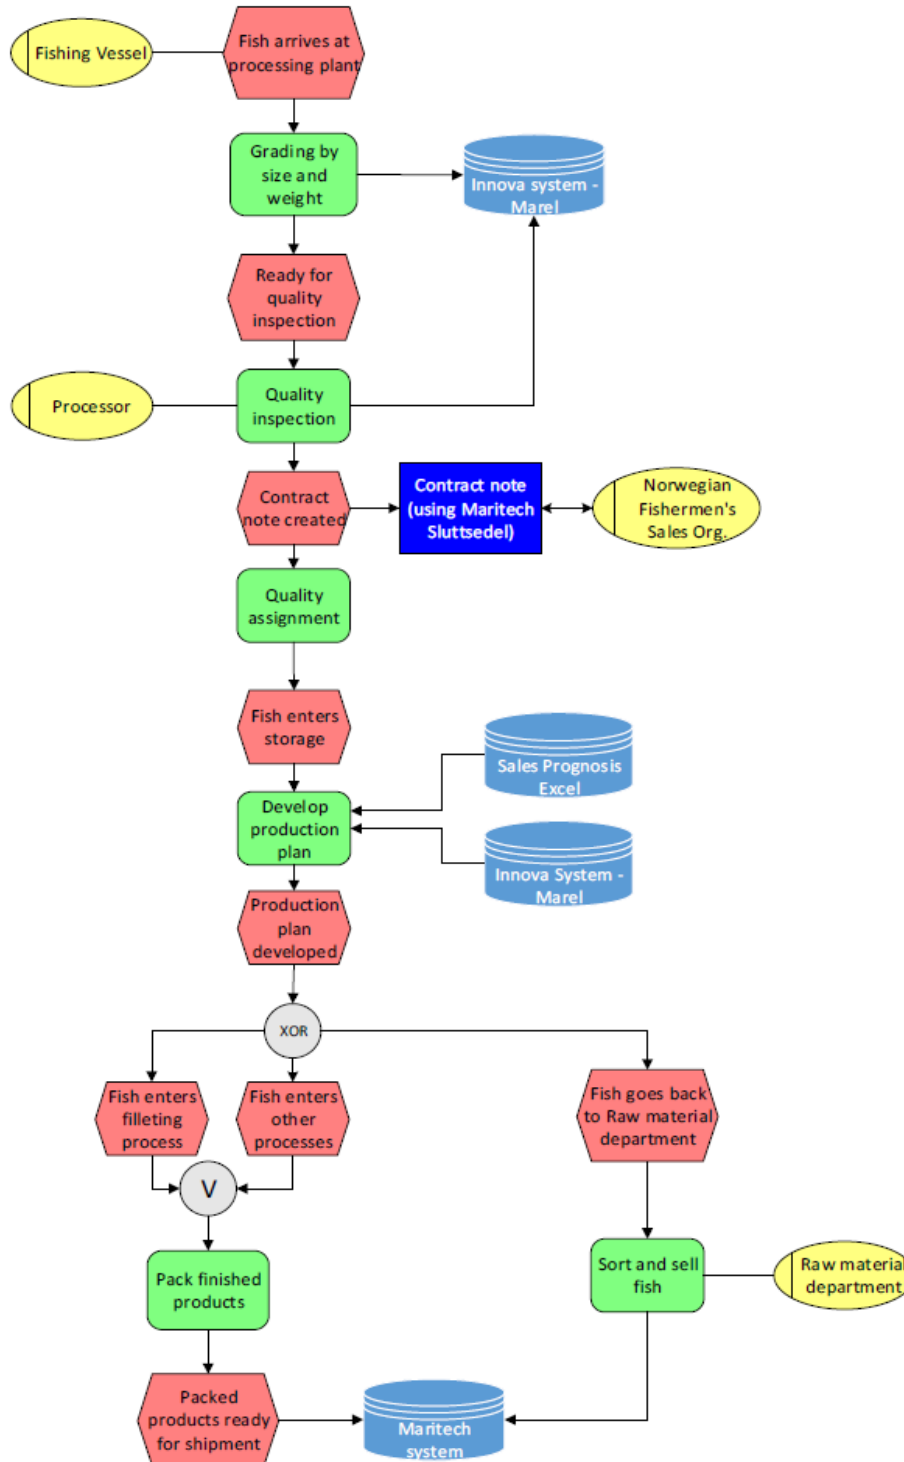 Fishing Vessel
Fish arrives at
processing plant
Grading by
size and
weight
Innova system -
Marel
Ready for
quality
inspection
Processor
Quality
inspection
Contract
note created
Contract note
(using Maritech
Sluttsedel)
Norwegian
Fishermen's
Sales Org.
Quality
assignment
Fish enters
storage
Sales Prognosis
Excel
Develop
production
plan
Innova System -
Marel
Production
plan
developed
XOR
Fish enters
filleting
process
Fish enters
other
processes
Fish goes back
to Raw material
department
V
Pack finished
products
Sort and sell
fish
Raw material
department
Packed
products ready
for shipment
Maritech
system